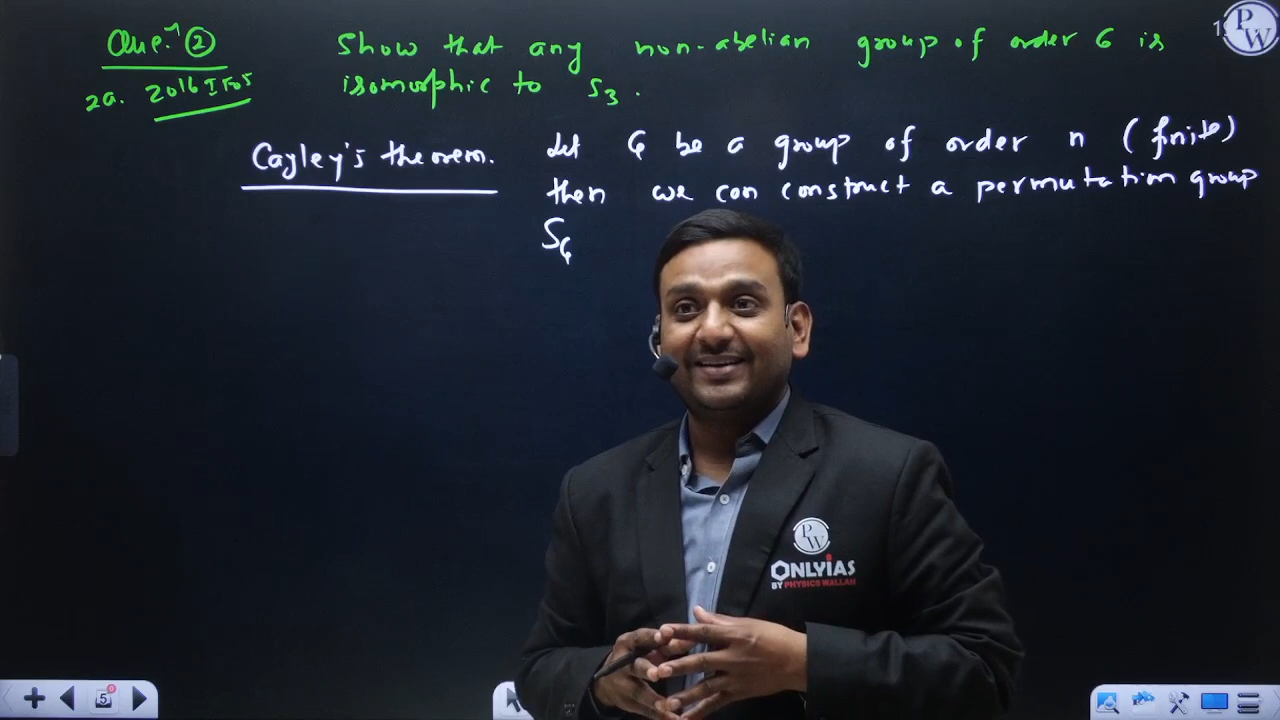 Que.→ ②
Show that any non-abelian group of order 6 is
isomorphic to S₃.
2a. 2016 IFoS
Cayley's theorem.
Let G be a group of order n (finite)
then we can construct a permutation group
S_G
PW
PW
ONLYIAS
BY PHYSICS WALLAH
5